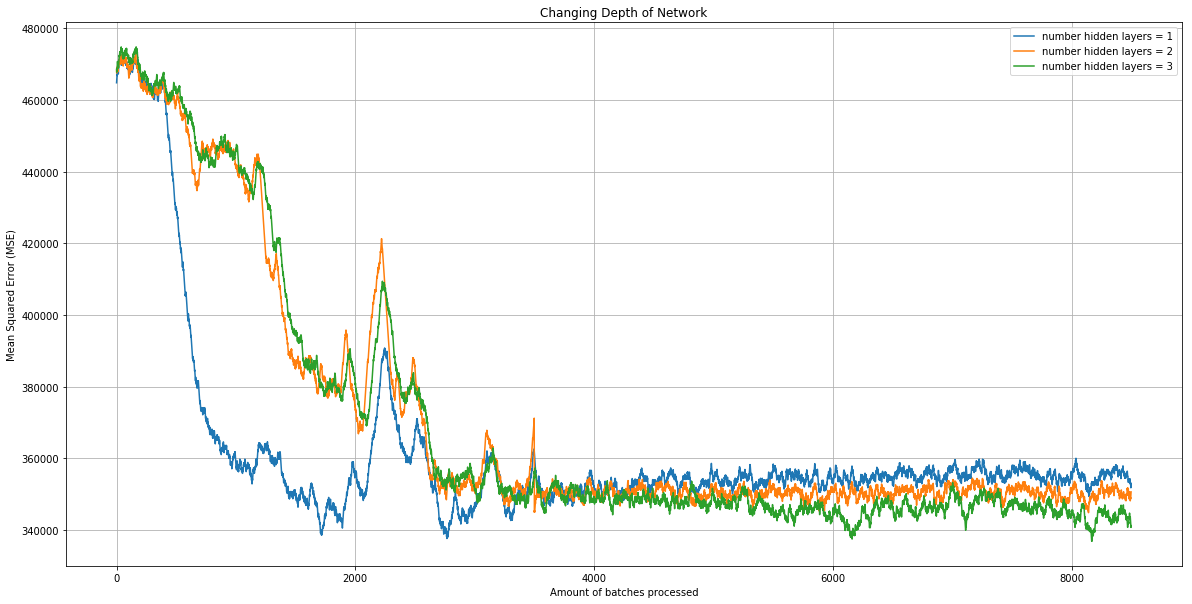 Changing Depth of Network
number hidden layers = 1
number hidden layers = 2
number hidden layers = 3
Mean Squared Error (MSE)
480000
460000
440000
420000
400000
380000
360000
340000
0 2000 4000 6000 8000
Amount of batches processed